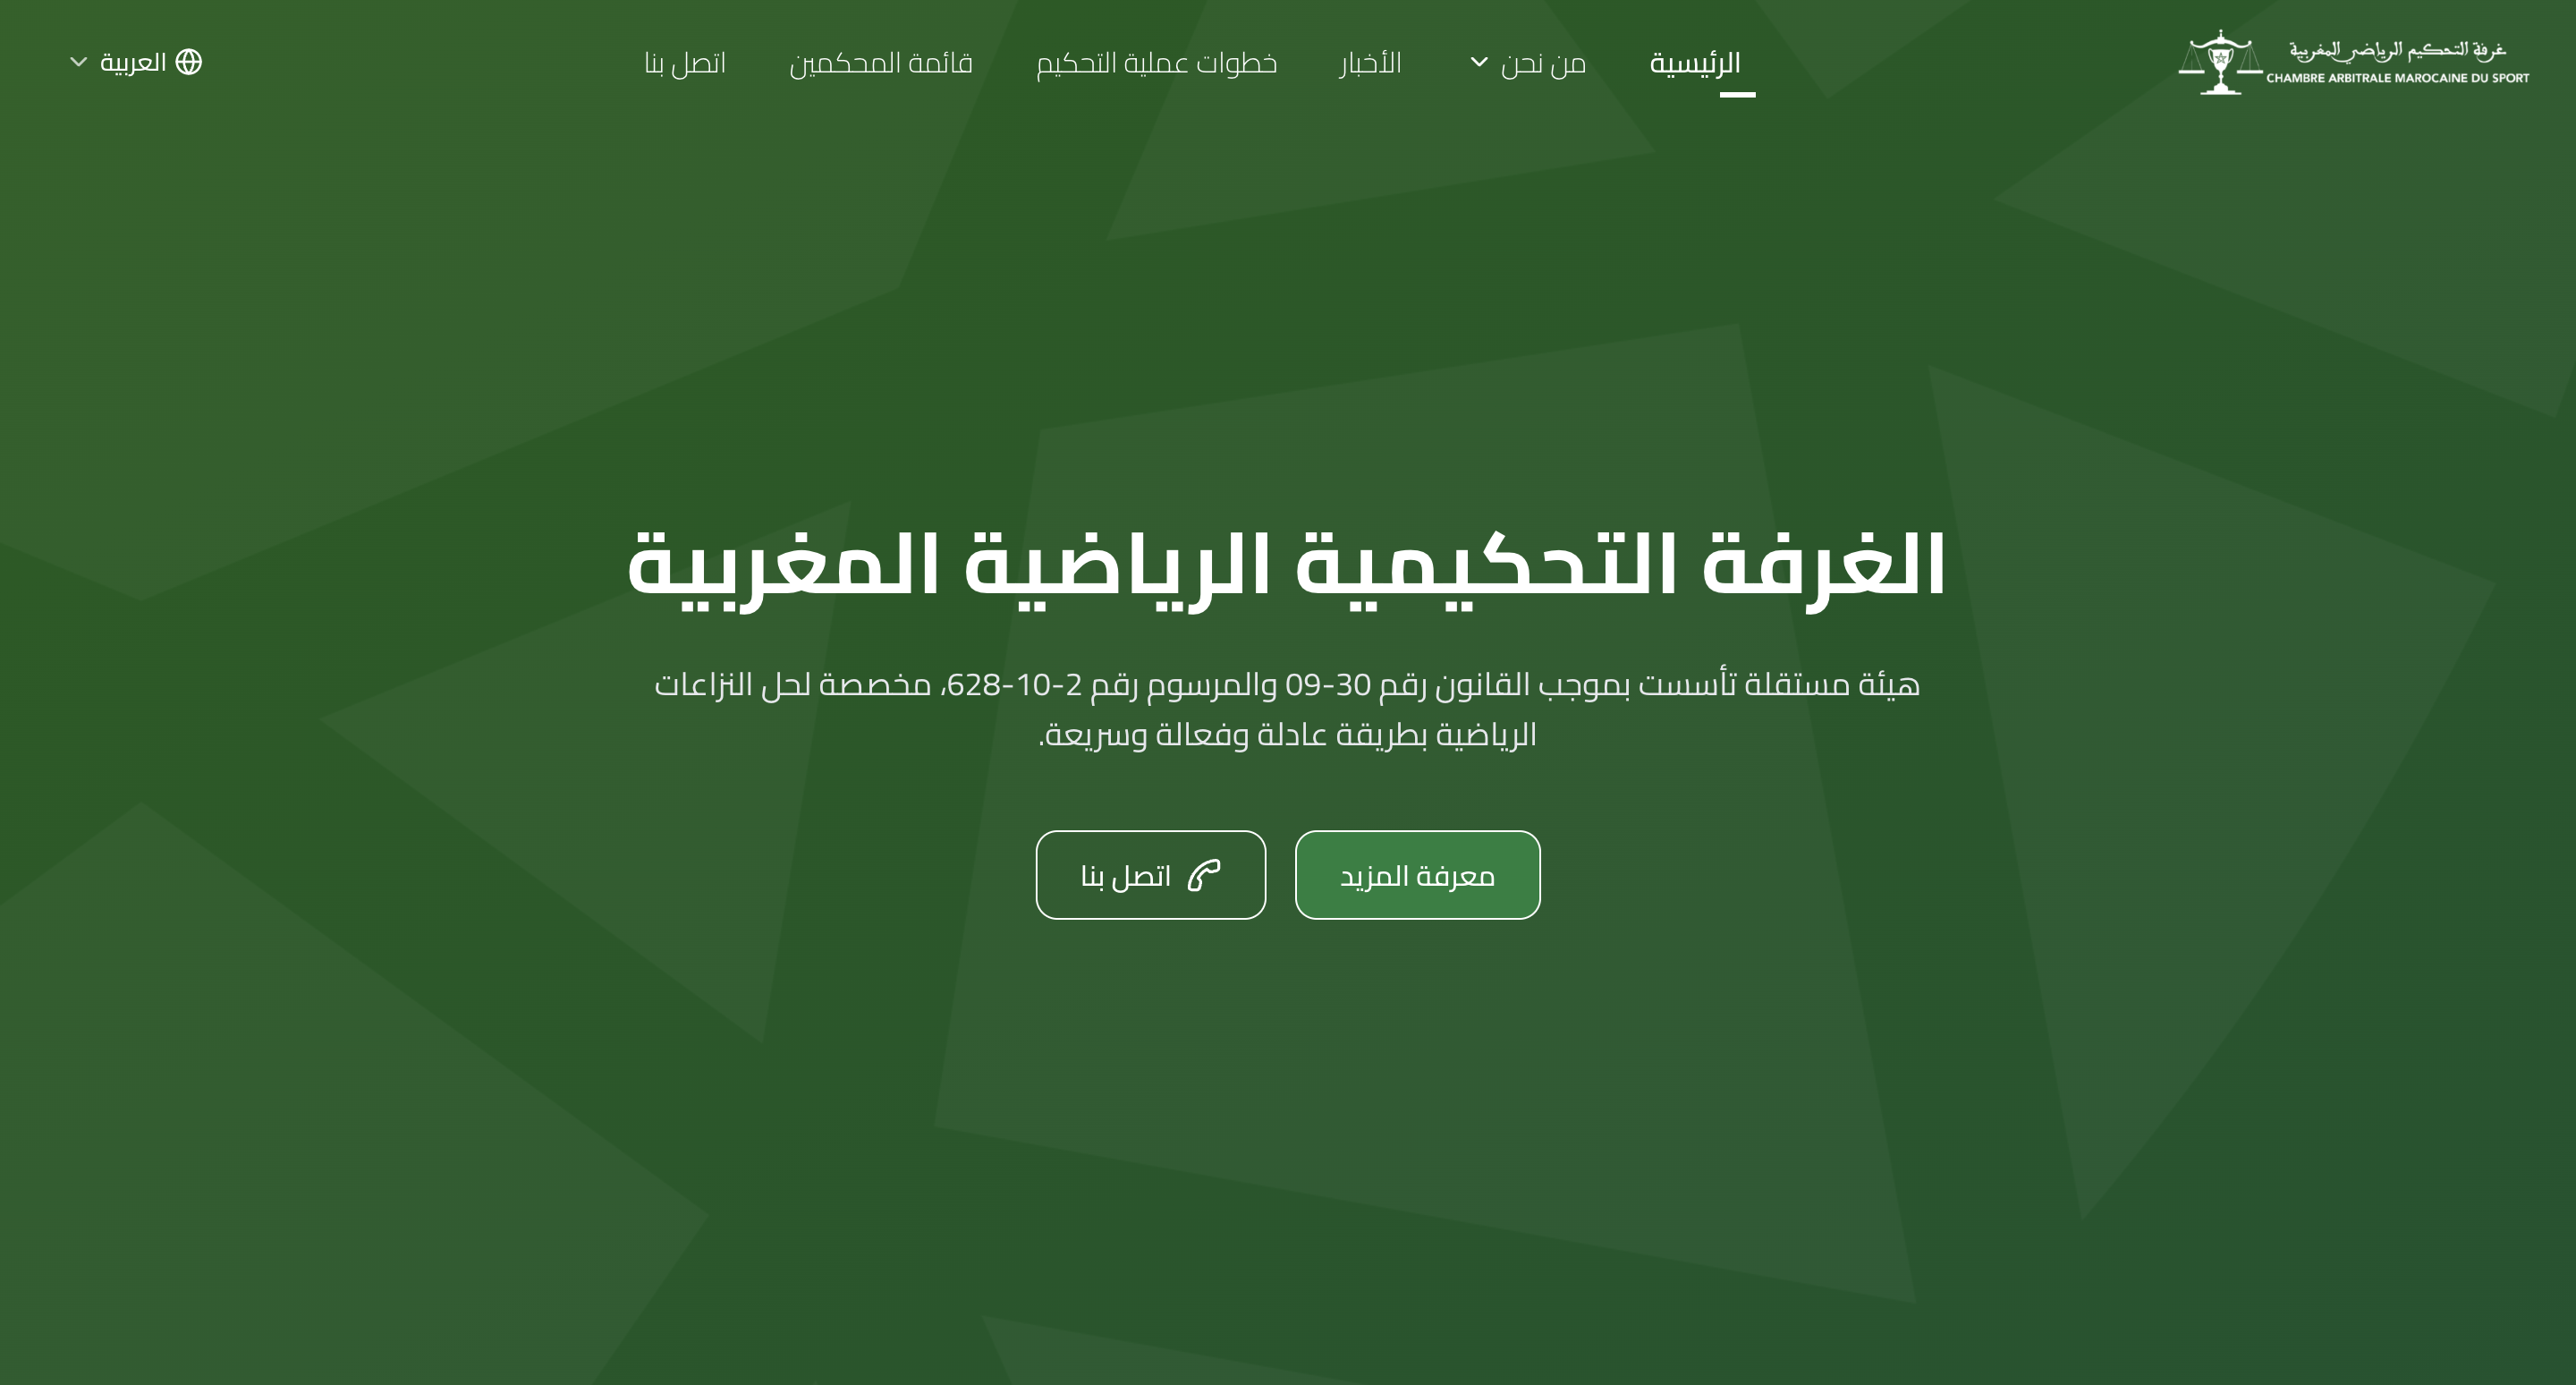 غرفة التحكيم الرياضي المغربية
CHAMBRE ARBITRALE MAROCAINE DU SPORT
الرئيسية
من نحن
الأخبار
خطوات عملية التحكيم
قائمة المحكمين
اتصل بنا
العربية
الغرفة التحكيمية الرياضية المغربية
هيئة مستقلة تأسست بموجب القانون رقم 30-09 والمرسوم رقم 2-10-628، مخصصة لحل النزاعات
الرياضية بطريقة عادلة وفعالة وسريعة.
معرفة المزيد
اتصل بنا